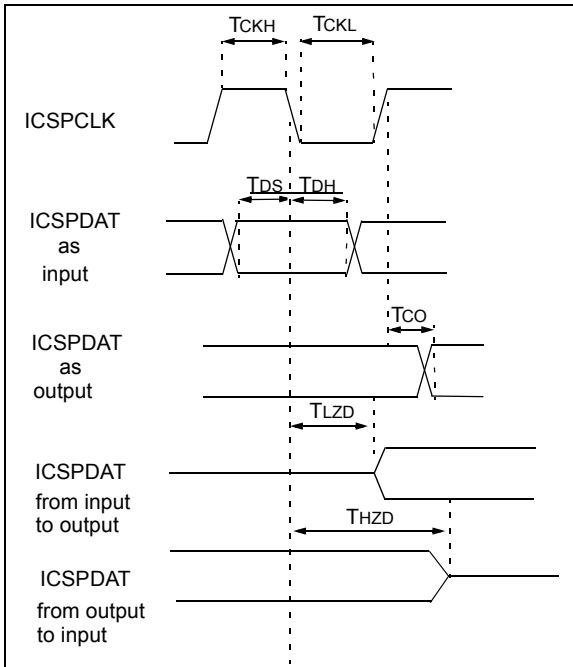 TCKH
TCKL
ICSPCLK
TDS
TDH
ICSPDAT
as
input
TCO
ICSPDAT
as
output
TLZD
ICSPDAT
from input
to output
THZD
ICSPDAT
from output
to input